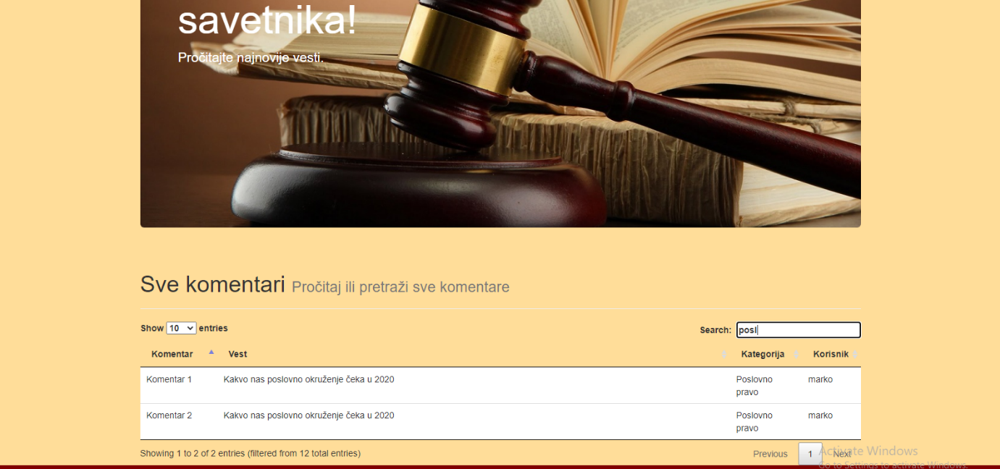 savetnika!
Pročitajte najnovije vesti.
Sve komentari Pročitaj ili pretraži sve komentare
Show 10 entries Search: posl
Komentar Vest Kategorija Korisnik
Komentar 1 Kakvo nas poslovno okruženje čeka u 2020 Poslovno pravo marko
Komentar 2 Kakvo nas poslovno okruženje čeka u 2020 Poslovno pravo marko
Showing 1 to 2 of 2 entries (filtered from 12 total entries) Previous 1 Next
Activate Windows
Go to Settings to activate Windows.